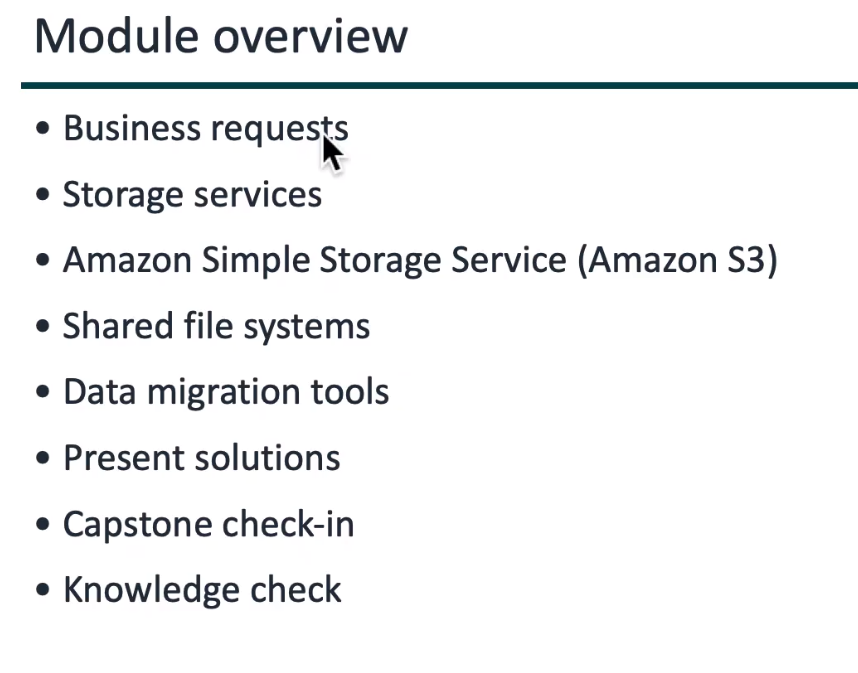 Module overview
• Business requests
• Storage services
• Amazon Simple Storage Service (Amazon S3)
• Shared file systems
• Data migration tools
• Present solutions
• Capstone check-in
• Knowledge check